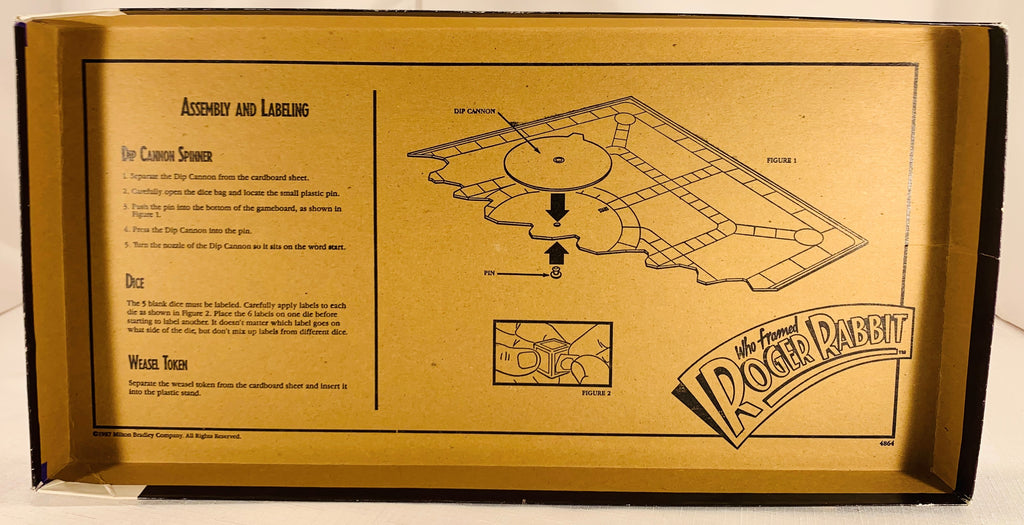 ASSEMBLY AND LABELING
DIP CANNON SPINNER
1. Separate the Dip Cannon from the cardboard sheet.
2. Carefully open the dice bag and locate the small plastic pin.
3. Push the pin into the bottom of the gameboard, as shown in
Figure 1.
4. Press the Dip Cannon into the pin.
5. Turn the nozzle of the Dip Cannon so it sits on the word start.
DICE
The 5 blank dice must be labeled. Carefully apply labels to each
die as shown in Figure 2. Place the 6 labels on one die before
starting to label another. It doesn't matter which label goes on
what side of the die, but don't mix up labels from different dice.
WEASEL TOKEN
Separate the weasel token from the cardboard sheet and insert it
into the plastic stand.
©1987 Milton Bradley Company. All Rights Reserved.
DIP CANNON
FIGURE 1
PIN
FIGURE 2
Who framed
ROGER RABBIT
TM
4864